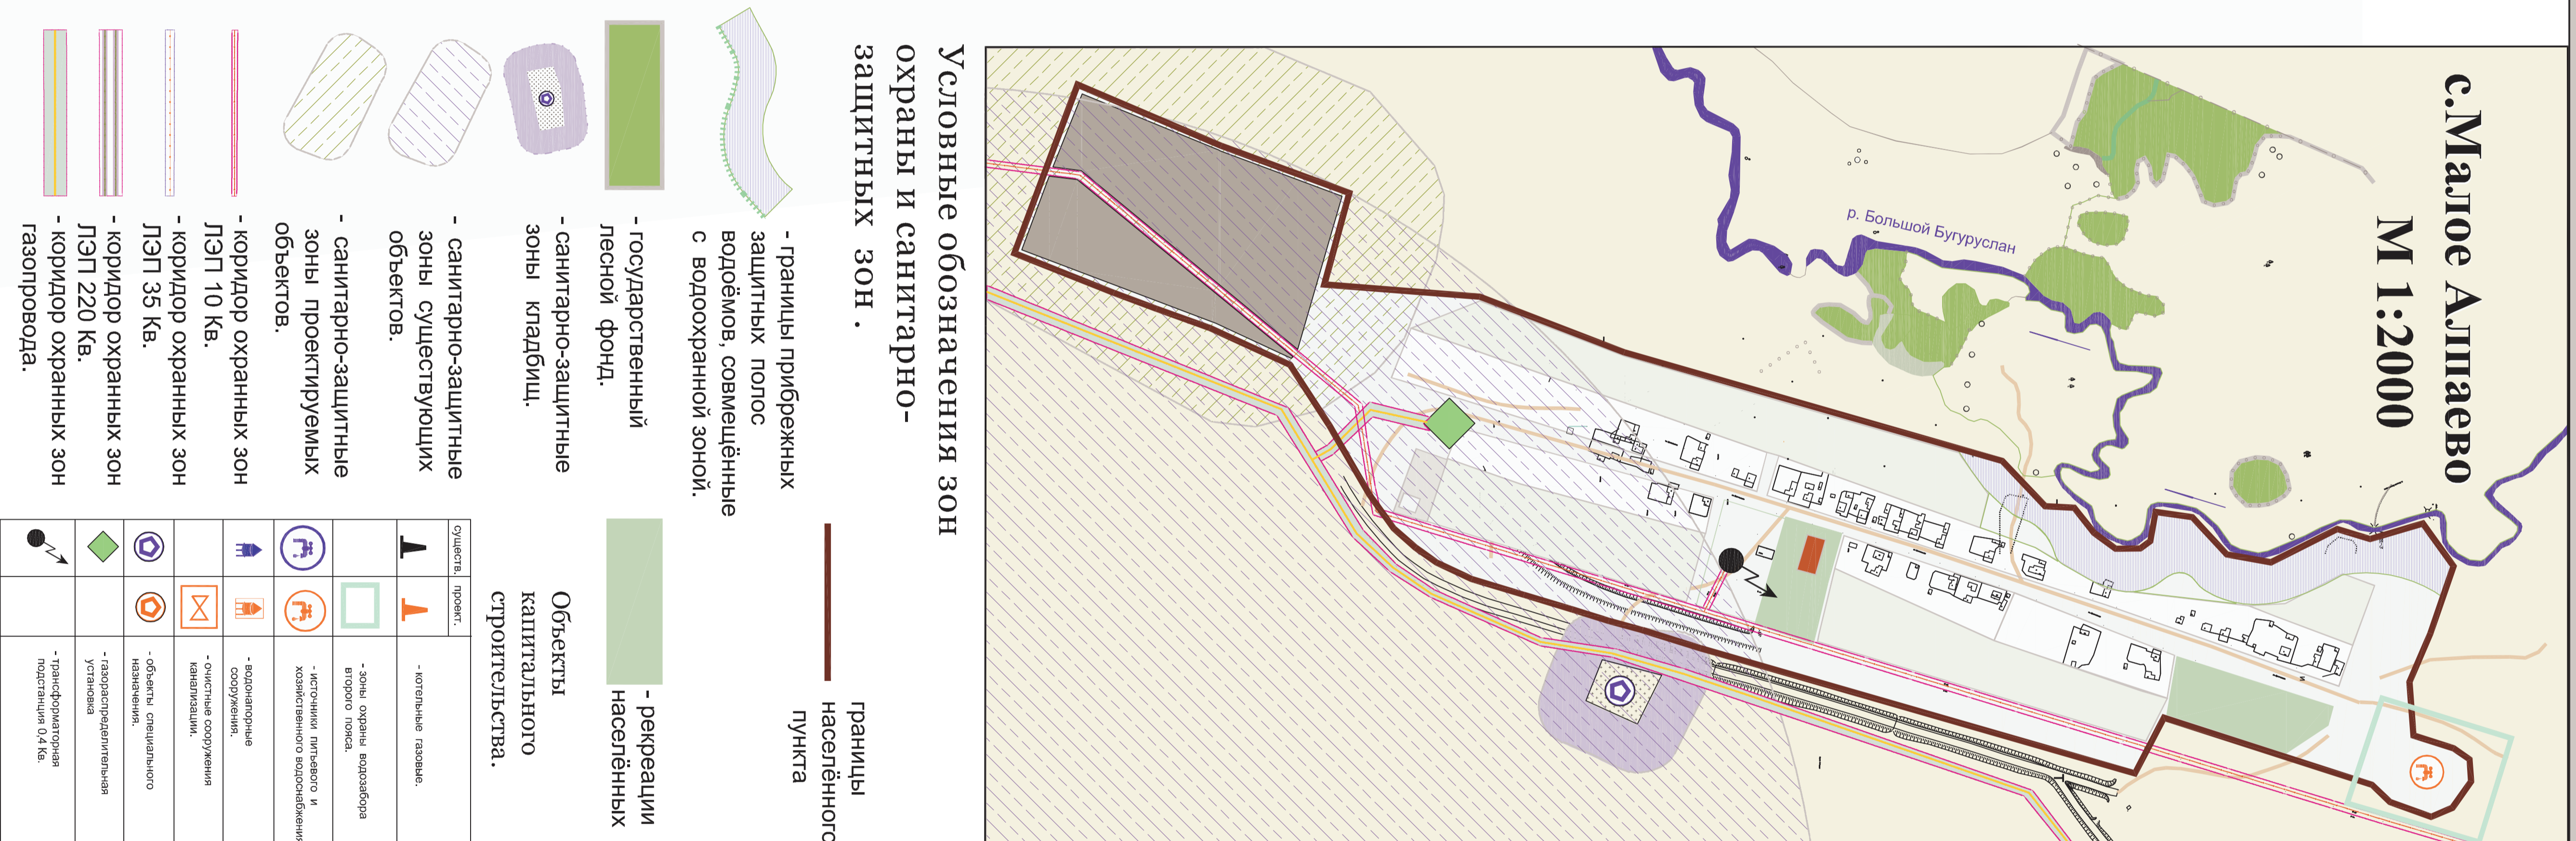 с.Малое Алпаево
М 1:2000
р. Большой Бугуруслан
Условные обозначения зон
охраны и санитарно-
защитных зон .
- границы прибрежных
защитных полос
водоёмов, совмещённые
с водоохранной зоной.
- государственный
лесной фонд.
- санитарно-защитные
зоны кладбищ.
- санитарно-защитные
зоны существующих
объектов.
- санитарно-защитные
зоны проектируемых
объектов.
- коридор охранных зон
ЛЭП 10 Кв.
- коридор охранных зон
ЛЭП 35 Кв.
- коридор охранных зон
ЛЭП 220 Кв.
- коридор охранных зон
газопровода.
границы
населённого
пункта
- рекреации
населённых
Объекты
капитального
строительства.
существ.
проект.
- котельные газовые.
- зоны охраны водозабора
второго пояса.
- источники питьевого и
хозяйственного водоснабжения
- водонапорные
сооружения.
- очистные сооружения
канализации.
- объекты специального
назначения.
- газораспределительная
установка
- трансформаторная
подстанция 0,4 Кв.